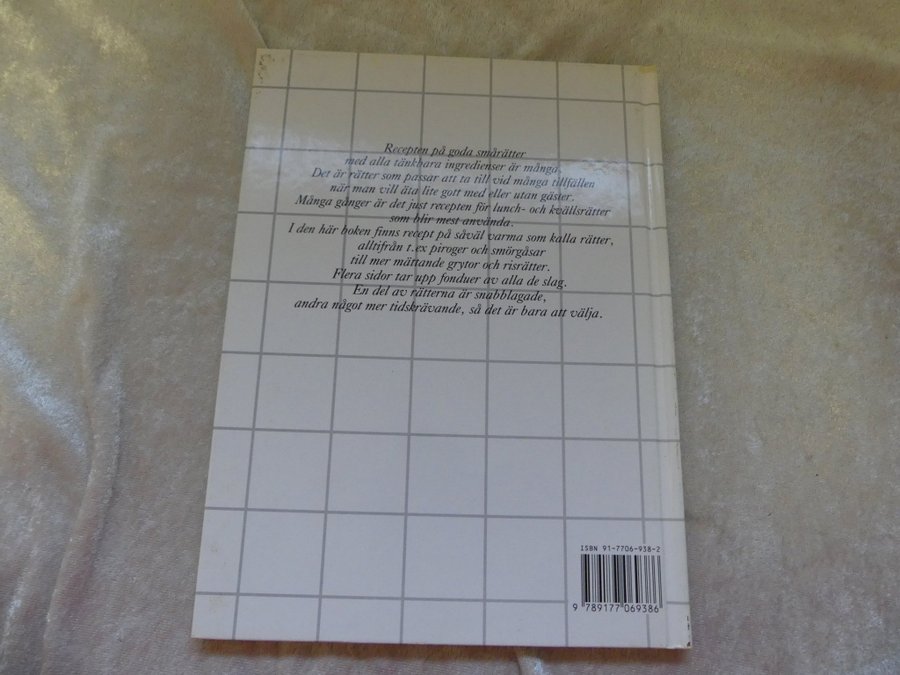 Recepten på goda smårätter
med alla tänkbara ingredienser är många.
Det är rätter som passar att ta till vid många tillfällen
när man vill äta lite gott med eller utan gäster.
Många gånger är det just recepten för lunch- och kvällsrätter
som blir mest använda.
I den här boken finns recept på såväl varma som kalla rätter,
alltifrån t.ex piroger och smörgåsar
till mer mättande grytor och risrätter.
Flera sidor tar upp fonduer av alla de slag.
En del av rätterna är snabblagade,
andra något mer tidskrävande, så det är bara att välja.
ISBN 91-7706-938-2
9 789177 069386